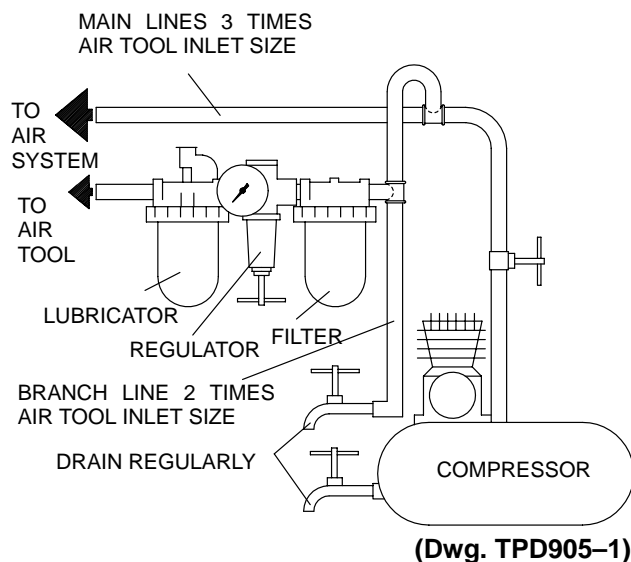 MAIN LINES 3 TIMES
AIR TOOL INLET SIZE
TO
AIR
SYSTEM
TO
AIR
TOOL
LUBRICATOR
REGULATOR
FILTER
BRANCH LINE 2 TIMES
AIR TOOL INLET SIZE
DRAIN REGULARLY
COMPRESSOR
(Dwg. TPD905–1)